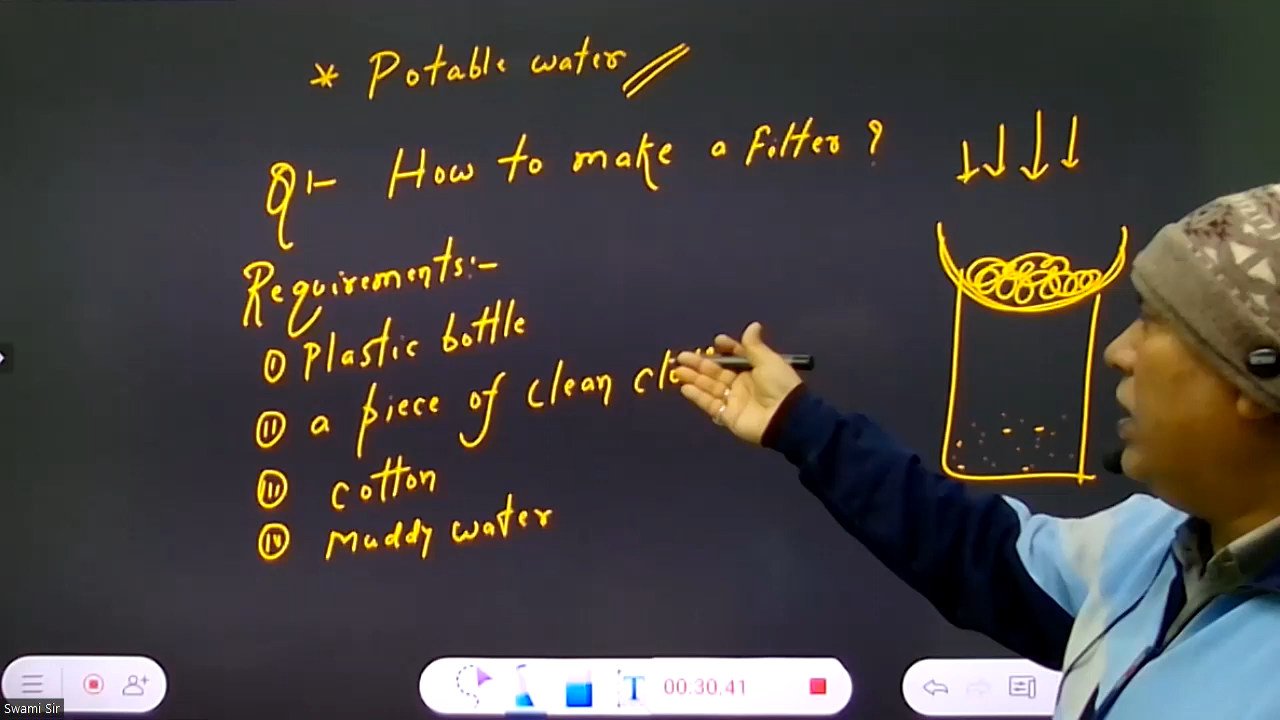 * Potable water
Q1- How to make a filter ?
Requirements:-
(i) Plastic bottle
(ii) a piece of clean
(iii) cotton
(iv) Muddy water
T 00:30.41
Swami Sir